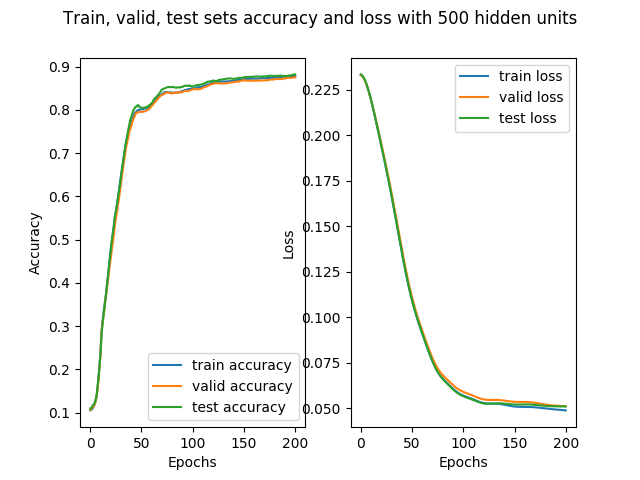 Train, valid, test sets accuracy and loss with 500 hidden units
Accuracy
0.9
0.8
0.7
0.6
0.5
0.4
0.3
0.2
0.1
0
50
100
150
200
Epochs
train accuracy
valid accuracy
test accuracy
Loss
0.225
0.200
0.175
0.150
0.125
0.100
0.075
0.050
0
50
100
150
200
Epochs
train loss
valid loss
test loss